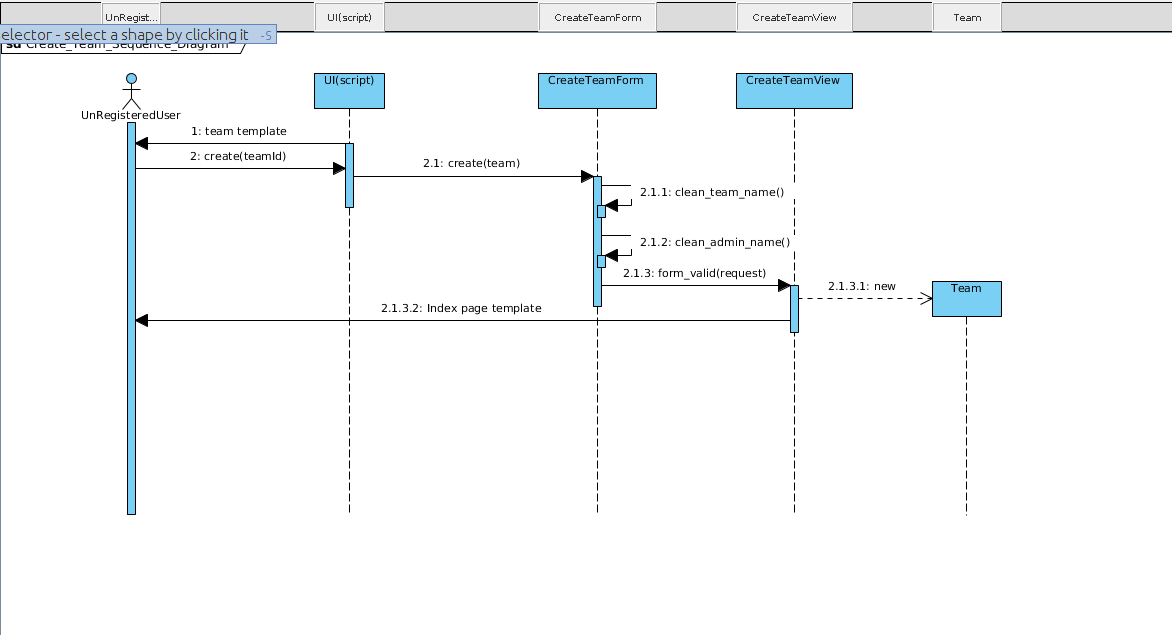 UnRegist...
UI(script)
CreateTeamForm
CreateTeamView
Team
elector - select a shape by clicking it -S
sd Create_Team_Sequence_Diagram
UnRegisteredUser
UI(script)
CreateTeamForm
CreateTeamView
1: team template
2: create(teamId)
2.1: create(team)
2.1.1: clean_team_name()
2.1.2: clean_admin_name()
2.1.3: form_valid(request)
2.1.3.1: new
Team
2.1.3.2: Index page template